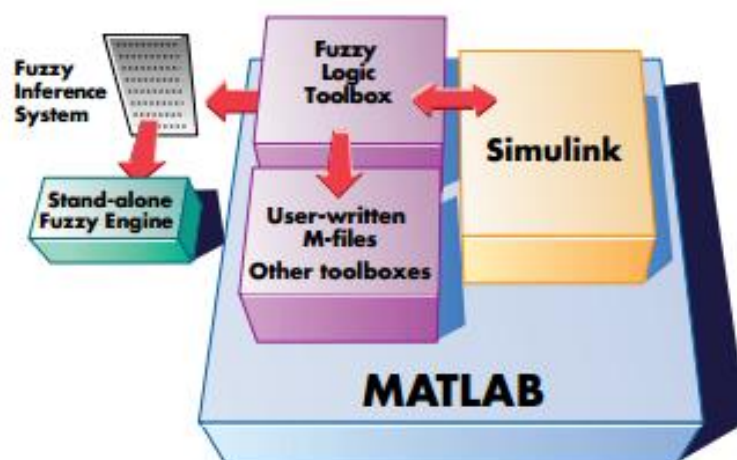 Fuzzy
Inference
System
Fuzzy
Logic
Toolbox
Simulink
Stand-alone
Fuzzy Engine
User-written
M-files
Other toolboxes
MATLAB